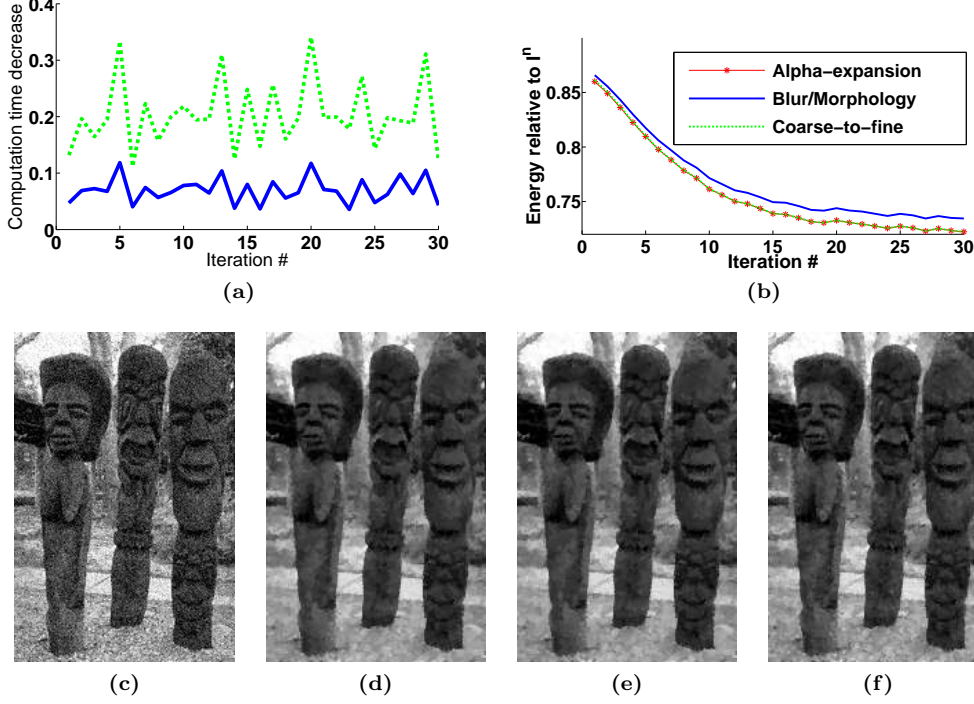 Computation time decrease
0.4
0.3
0.2
0.1
0
0 5 10 15 20 25 30
Iteration #
(a)
Energy relative to Iⁿ
0.85
0.8
0.75
Alpha−expansion
Blur/Morphology
Coarse−to−fine
0 5 10 15 20 25 30
Iteration #
(b)
(c)
(d)
(e)
(f)